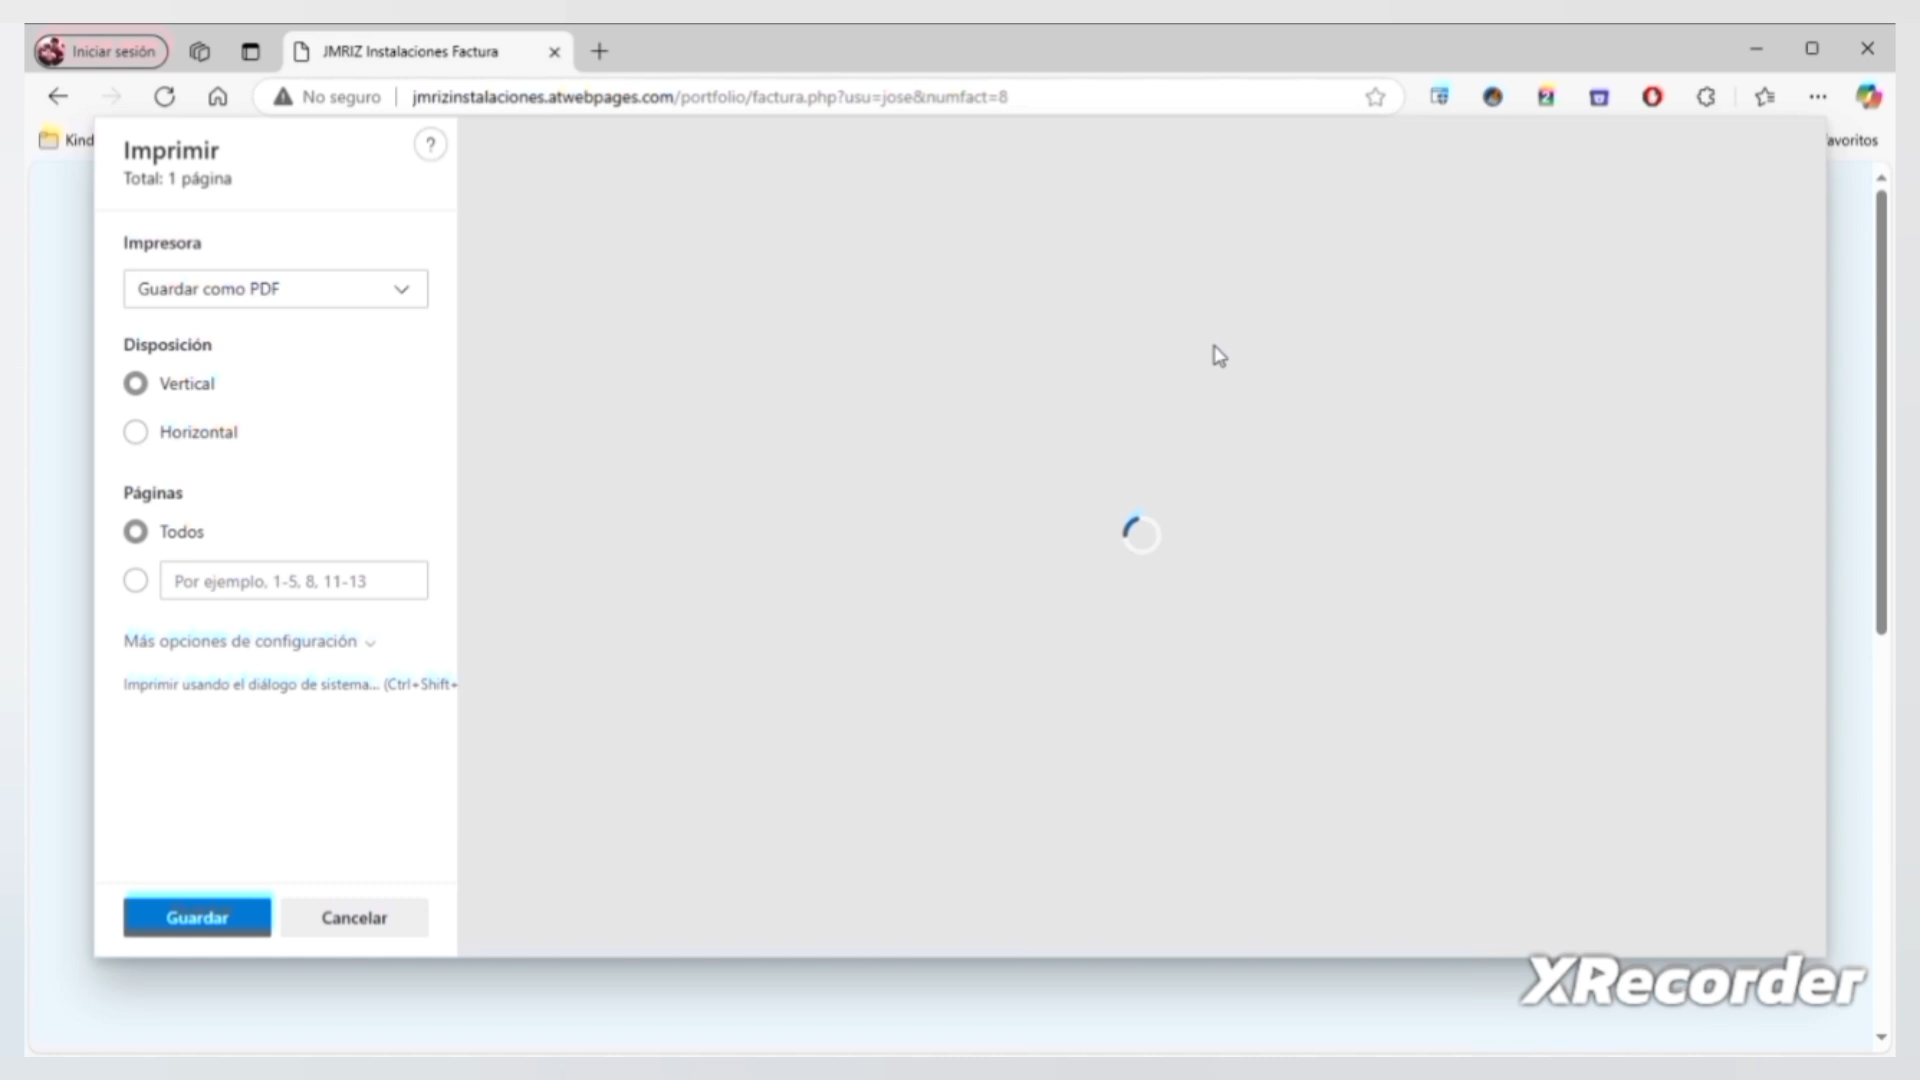 Iniciar sesión
JMRIZ Instalaciones Factura
No seguro
jmrizinstalaciones.atwebpages.com/portfolio/factura.php?usu=jose&numfact=8
Kind
avoritos
Imprimir
?
Total: 1 página
Impresora
Guardar como PDF
Disposición
Vertical
Horizontal
Páginas
Todos
Por ejemplo, 1-5, 8, 11-13
Más opciones de configuración
Imprimir usando el diálogo de sistema... (Ctrl+Shift+
Guardar
Cancelar
XRecorder